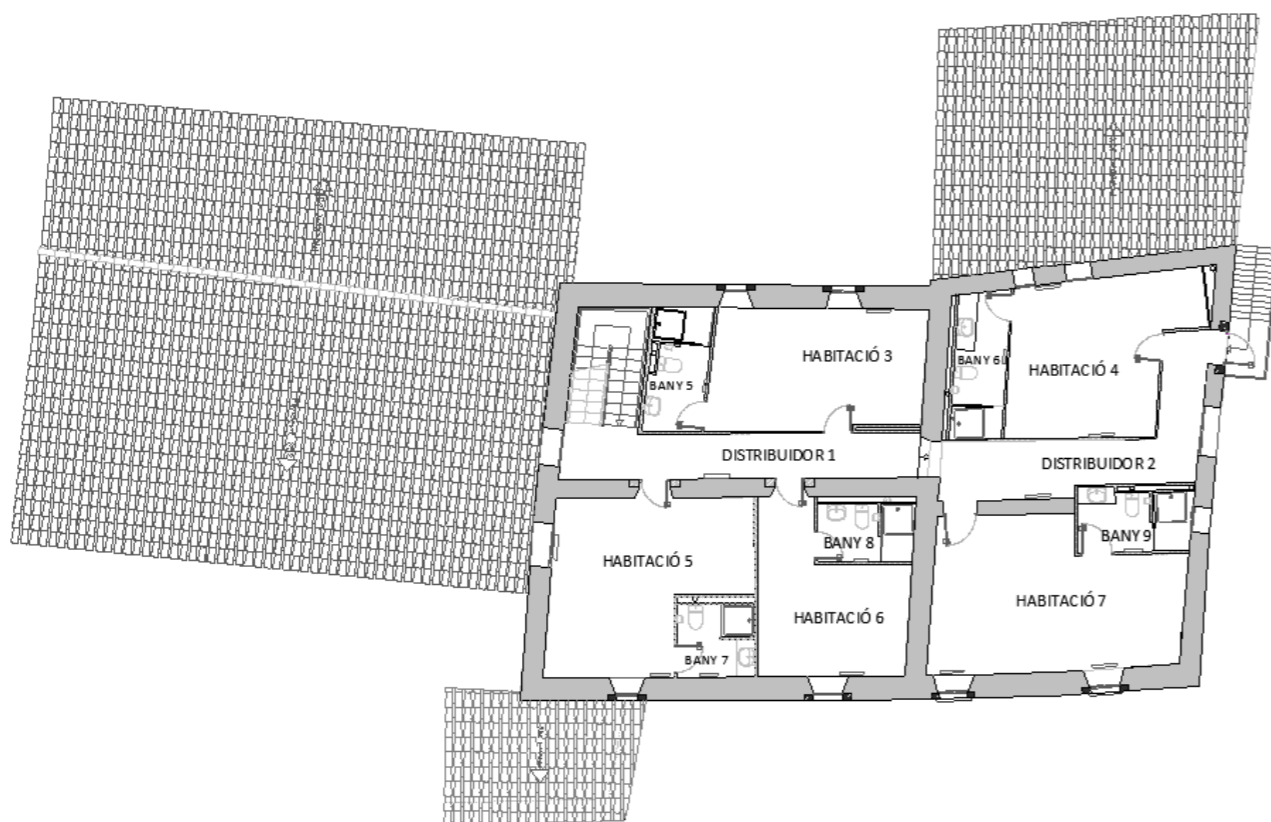 HABITACIÓ 3
BANY 6
HABITACIÓ 4
BANY 5
DISTRIBUIDOR 1
DISTRIBUIDOR 2
BANY 8
BANY 9
HABITACIÓ 5
HABITACIÓ 7
HABITACIÓ 6
BANY 7